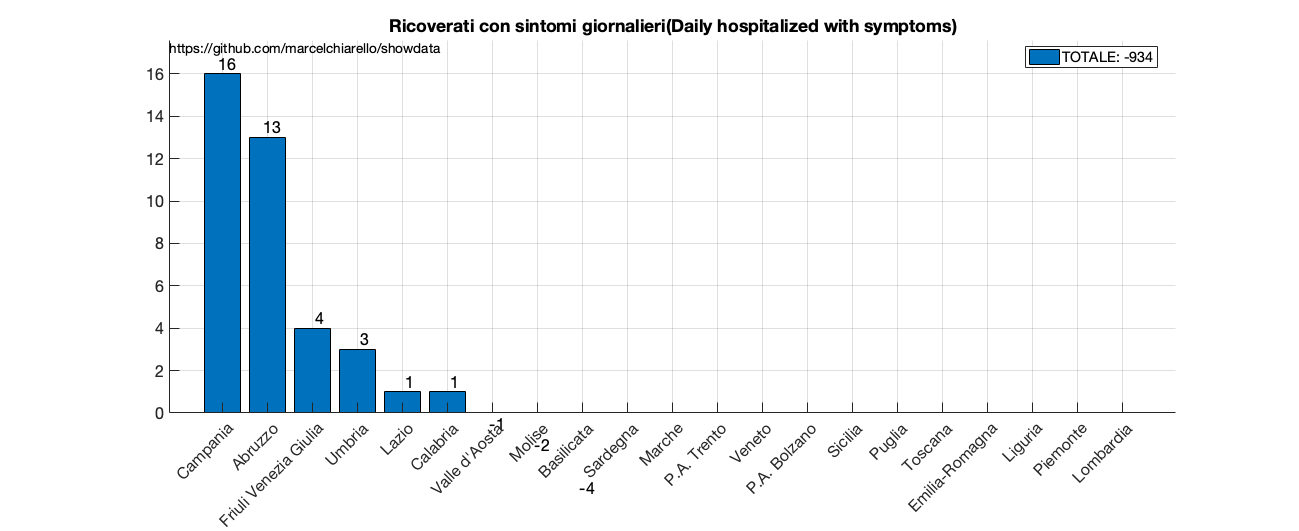 Ricoverati con sintomi giornalieri(Daily hospitalized with symptoms)
https://github.com/marcelchiarello/showdata
TOTALE: -934
16
16
14
13
12
10
8
6
4
4
3
2
1
1
0
-1
-2
-4
Campania
Abruzzo
Friuli Venezia Giulia
Umbria
Lazio
Calabria
Valle d'Aosta
Molise
Basilicata
Sardegna
Marche
P.A. Trento
Veneto
P.A. Bolzano
Sicilia
Puglia
Toscana
Emilia-Romagna
Liguria
Piemonte
Lombardia